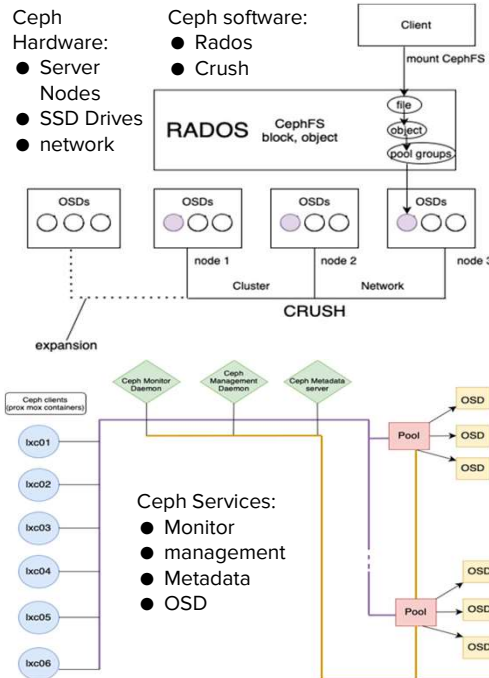 Ceph
Hardware:
● Server
Nodes
● SSD Drives
● network
Ceph software:
● Rados
● Crush
Client
mount CephFS
RADOS
CephFS
block, object
file
object
pool groups
OSDs
OSDs
OSDs
OSDs
node 1
node 2
node 3
Cluster
Network
CRUSH
expansion
Ceph Monitor
Daemon
Ceph
Management
Daemon
Ceph Metadata
server
Ceph clients
(prox mox containers)
lxc01
lxc02
lxc03
lxc04
lxc05
lxc06
Ceph Services:
● Monitor
● management
● Metadata
● OSD
Pool
OSD
OSD
OSD
Pool
OSD
OSD
OSD